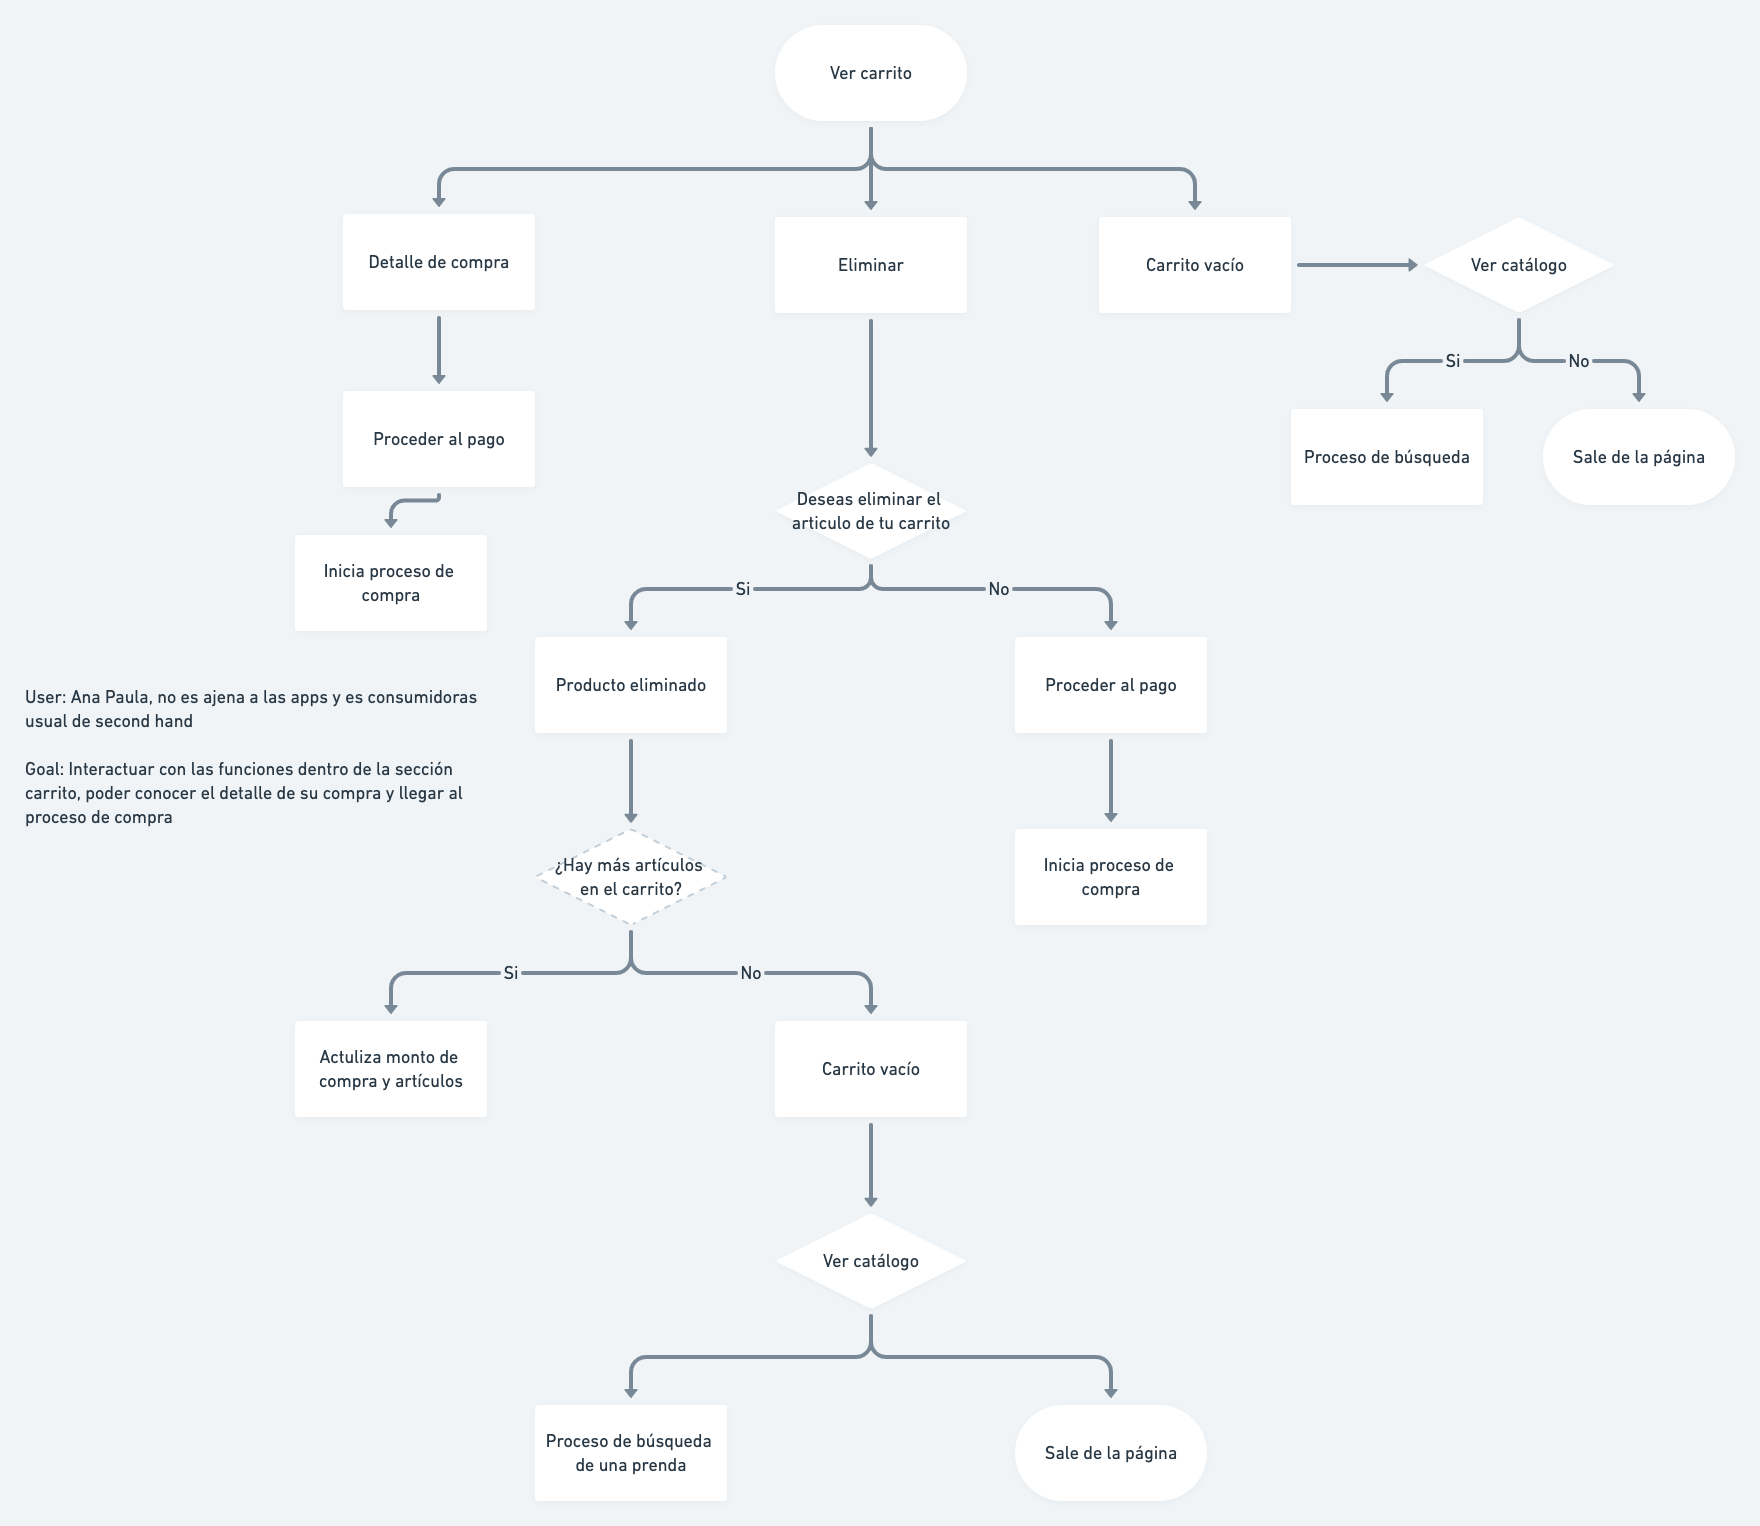 Ver carrito
Detalle de compra
Eliminar
Carrito vacío
Ver catálogo
Si
No
Proceder al pago
Proceso de búsqueda
Sale de la página
Deseas eliminar el
articulo de tu carrito
Inicia proceso de
compra
Si
No
Producto eliminado
Proceder al pago
User: Ana Paula, no es ajena a las apps y es consumidoras
usual de second hand
Goal: Interactuar con las funciones dentro de la sección
carrito, poder conocer el detalle de su compra y llegar al
proceso de compra
¿Hay más artículos
en el carrito?
Inicia proceso de
compra
Si
No
Actuliza monto de
compra y artículos
Carrito vacío
Ver catálogo
Proceso de búsqueda
de una prenda
Sale de la página